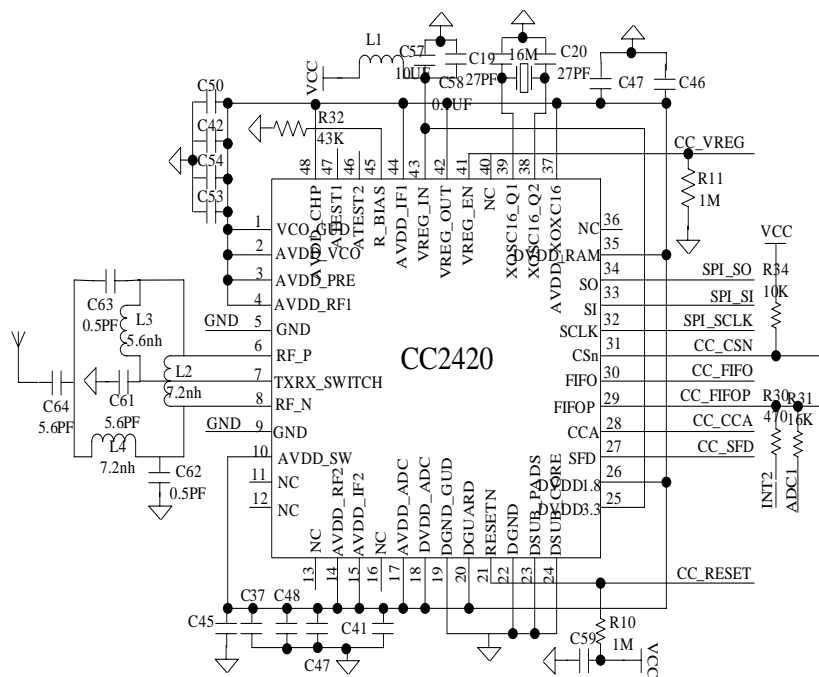 L1
C57
10UF
C58
0.1UF
C19
27PF
16M
C20
27PF
C47
C46
VCC
C50
C42
C54
C53
R32
43K
CC_VREG
R11
1M
48
47
46
45
44
43
42
41
40
39
38
37
AVDD_CHP
ATEST1
ATEST2
R_BIAS
AVDD_IF1
VREG_IN
VREG_OUT
VREG_EN
NC
XOSC16_Q1
XOSC16_Q2
AVDD_XOXC16
1
VCO_GUD
2
AVDD_VCO
3
AVDD_PRE
4
AVDD_RF1
GND
5
GND
6
RF_P
7
TXRX_SWITCH
8
RF_N
GND
9
GND
10
AVDD_SW
11
NC
12
NC
CC2420
NC
36
DVDD_RAM
35
SO
34
SPI_SO
SI
33
SPI_SI
SCLK
32
SPI_SCLK
CSn
31
CC_CSN
FIFO
30
CC_FIFO
FIFOP
29
CC_FIFOP
CCA
28
CC_CCA
SFD
27
CC_SFD
DVDD1.8
26
DVDD3.3
25
VCC
R34
10K
R30
470
R31
16K
INT2
ADC1
C63
0.5PF
L3
5.6nh
L2
7.2nh
C64
5.6PF
C61
5.6PF
L4
7.2nh
C62
0.5PF
NC
AVDD_RF2
AVDD_IF2
NC
AVDD_ADC
DVDD_ADC
DGND_GUD
DGUARD
RESETN
DGND
DSUB_PADS
DSUB_CORE
13
14
15
16
17
18
19
20
21
22
23
24
CC_RESET
C45
C37
C48
C47
C41
C59
R10
1M
VCC